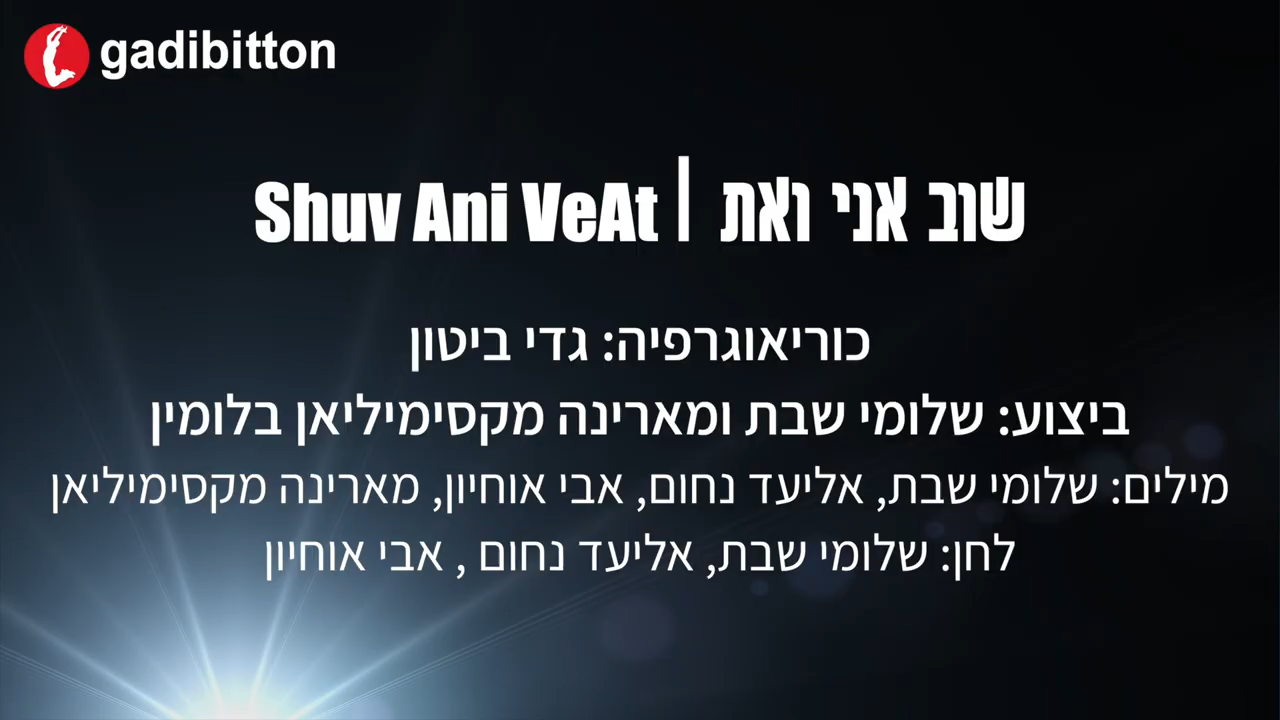 gadibitton
שוב אני ואת | Shuv Ani VeAt
כוריאוגרפיה: גדי ביטון
ביצוע: שלומי שבת ומארינה מקסימיליאן בלומין
מילים: שלומי שבת, אליעד נחום, אבי אוחיון, מארינה מקסימיליאן
לחן: שלומי שבת, אליעד נחום , אבי אוחיון